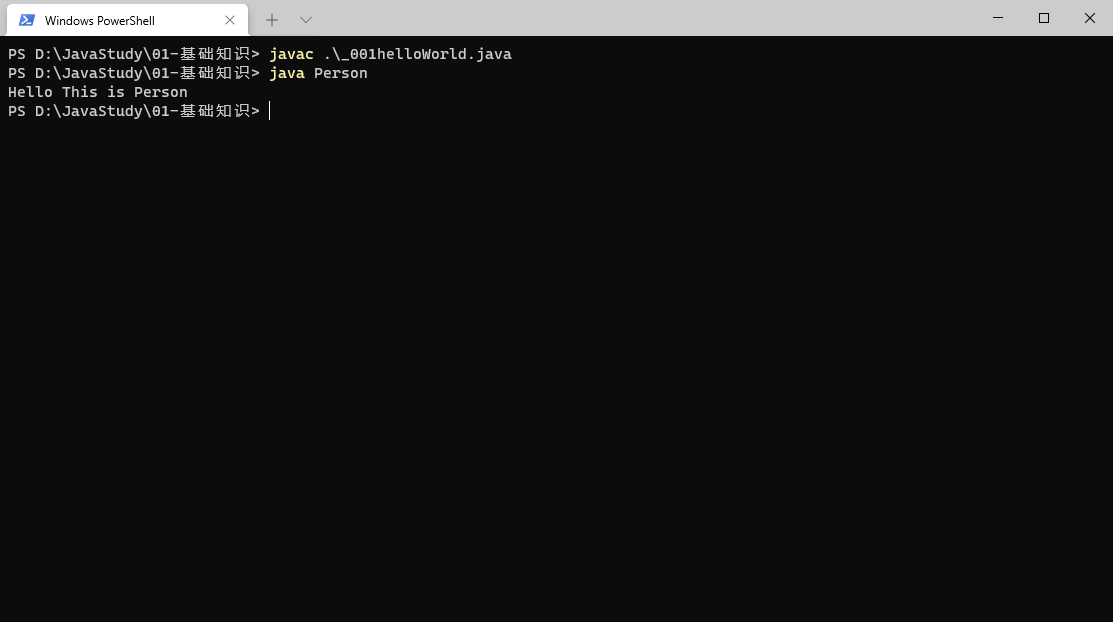 Windows PowerShell
PS D:\JavaStudy\01-基础知识> javac .\_001helloWorld.java
PS D:\JavaStudy\01-基础知识> java Person
Hello This is Person
PS D:\JavaStudy\01-基础知识>